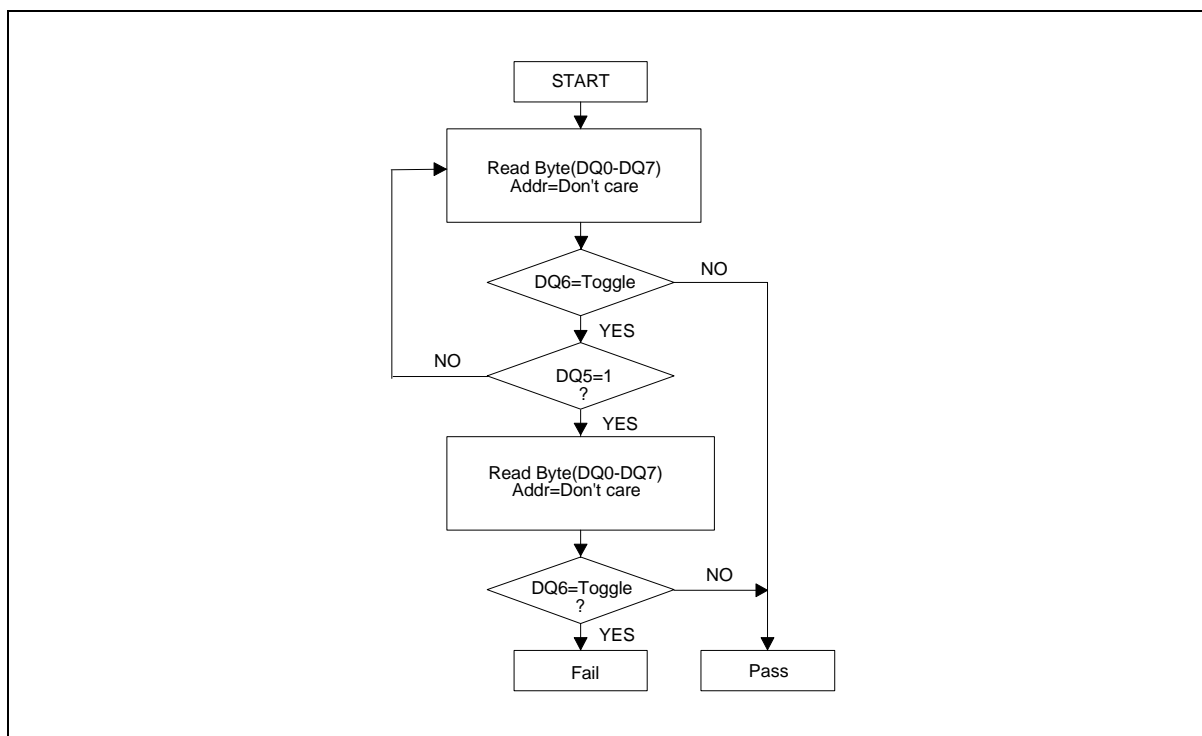 START
Read Byte(DQ0-DQ7)
Addr=Don't care
DQ6=Toggle
NO
YES
NO
DQ5=1
?
YES
Read Byte(DQ0-DQ7)
Addr=Don't care
DQ6=Toggle
?
NO
YES
Fail
Pass